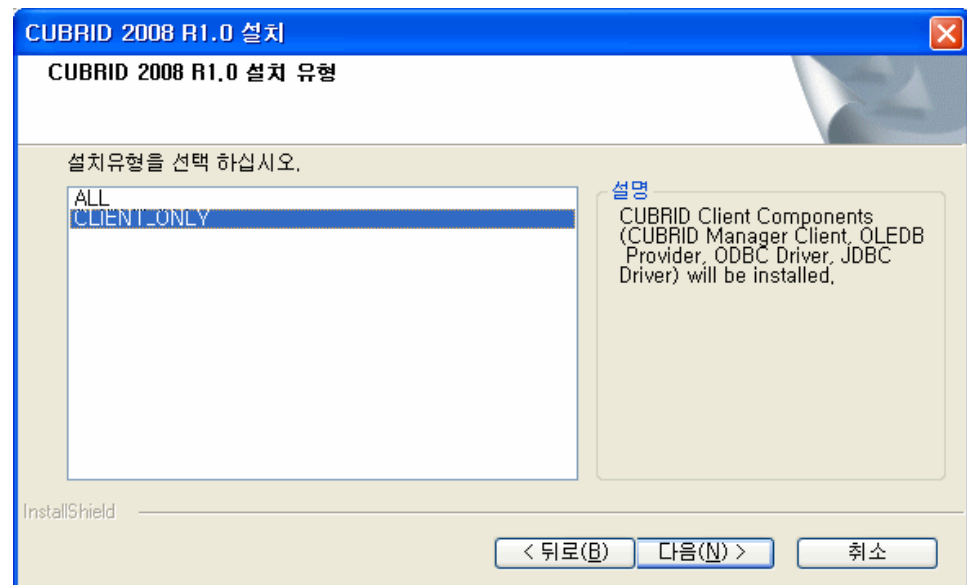 CUBRID 2008 R1.0 설치
CUBRID 2008 R1.0 설치 유형
설치유형을 선택 하십시오.
ALL
CLIENT_ONLY
설명
CUBRID Client Components
(CUBRID Manager Client, OLEDB
Provider, ODBC Driver, JDBC
Driver) will be installed.
InstallShield
< 뒤로(B)
다음(N) >
취소